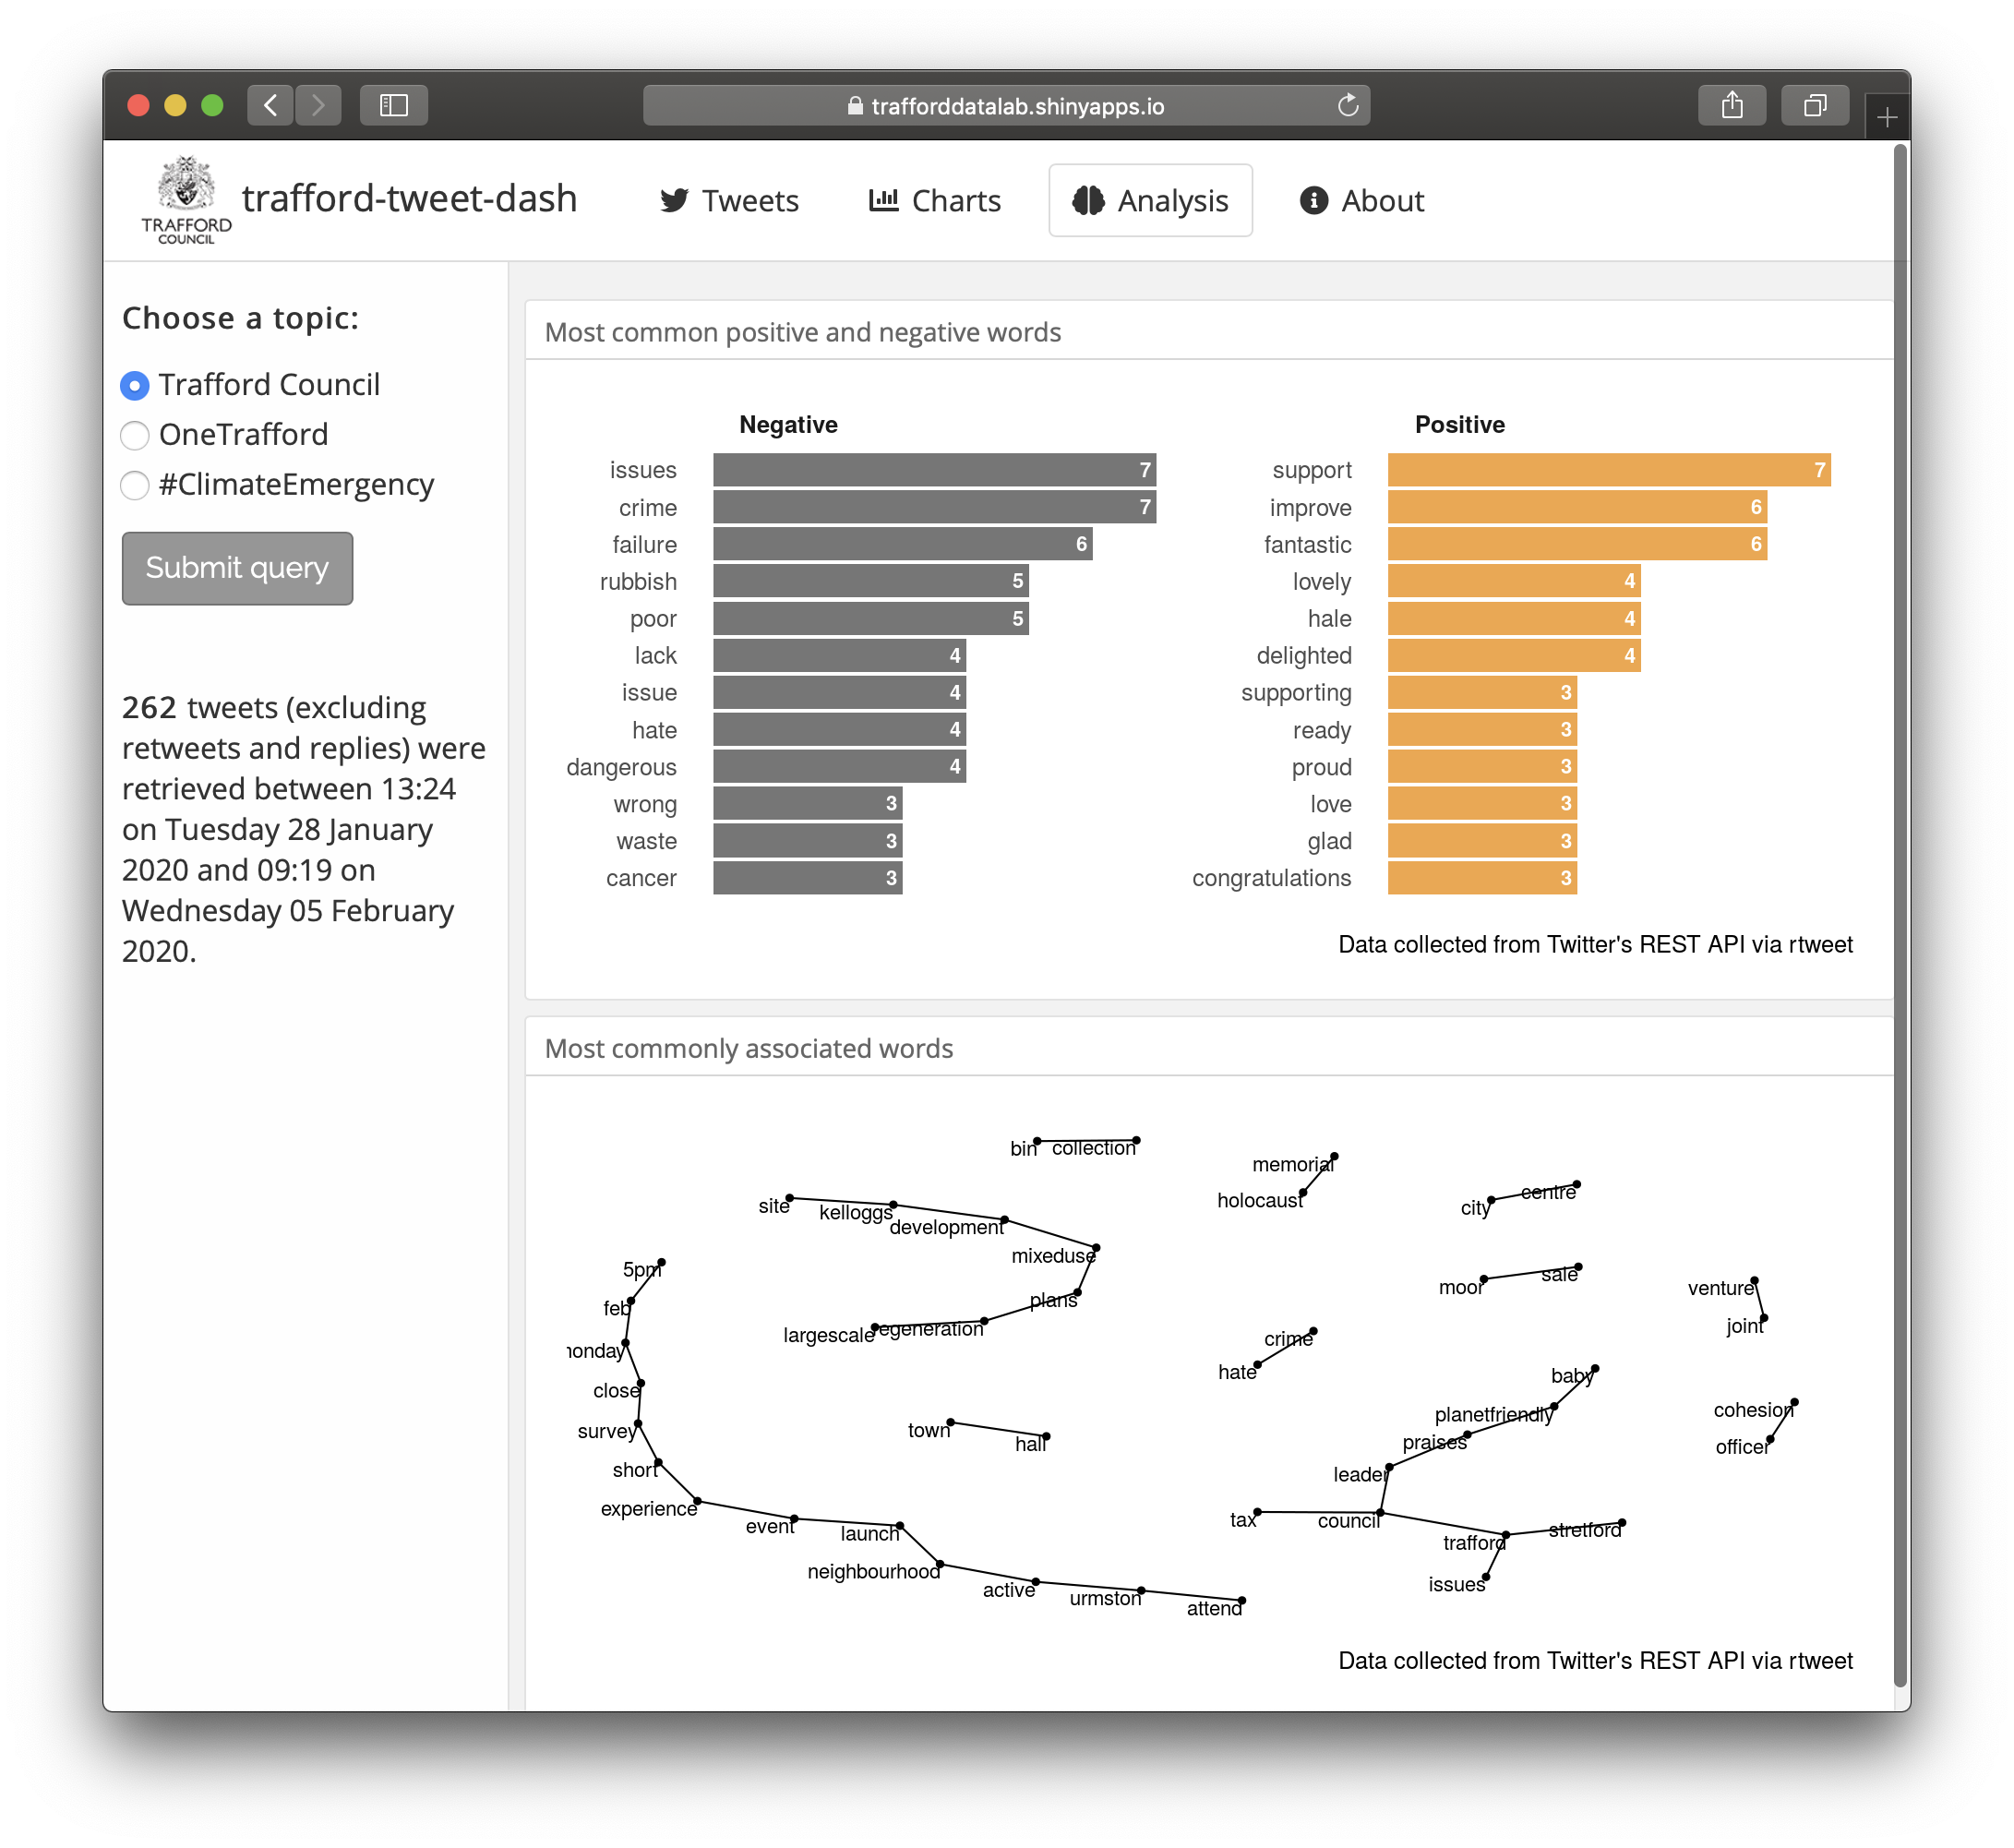 trafforddatalab.shinyapps.io
TRAFFORD
COUNCIL
trafford-tweet-dash
Tweets
Charts
Analysis
About
Choose a topic:
Trafford Council
OneTrafford
#ClimateEmergency
Submit query
262 tweets (excluding
retweets and replies) were
retrieved between 13:24
on Tuesday 28 January
2020 and 09:19 on
Wednesday 05 February
2020.
Most common positive and negative words
Negative
issues 7
crime 7
failure 6
rubbish 5
poor 5
lack 4
issue 4
hate 4
dangerous 4
wrong 3
waste 3
cancer 3
Positive
support 7
improve 6
fantastic 6
lovely 4
hale 4
delighted 4
supporting 3
ready 3
proud 3
love 3
glad 3
congratulations 3
Data collected from Twitter's REST API via rtweet
Most commonly associated words
bin collection
memorial
holocaust
city centre
site kelloggs
development
mixeduse
plans
largescale egeneration
5pm
feb
onday
close
survey
short
experience
event
launch
neighbourhood
active
urmston
attend
town
hall
moor sale
crime
hate
venture
joint
baby
planetfriendly
praises
leader
tax council
trafford
stretford
issues
cohesion
officer
Data collected from Twitter's REST API via rtweet